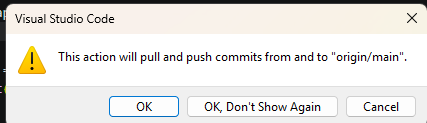 Visual Studio Code
This action will pull and push commits from and to "origin/main".
OK
OK, Don't Show Again
Cancel